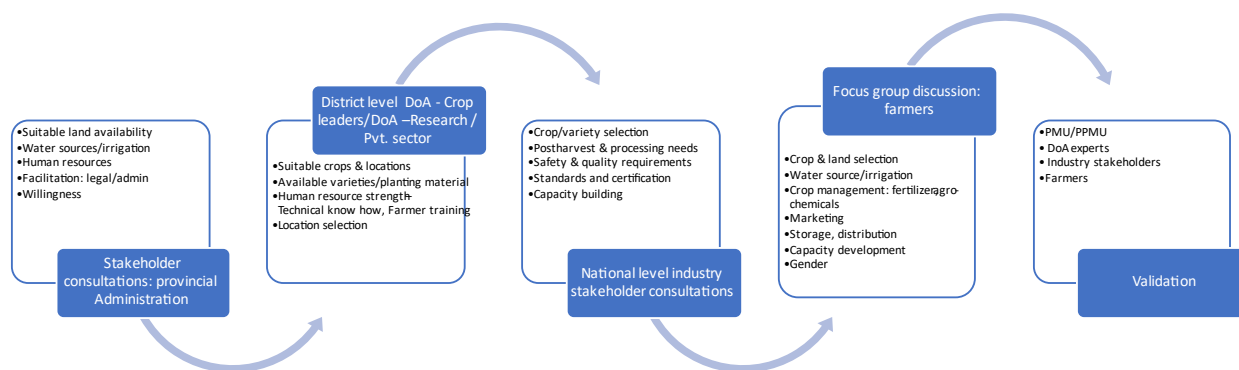 •Suitable land availability
•Water sources/irrigation
•Human resources
•Facilitation: legal/admin
•Willingness
Stakeholder
consultations: provincial
Administration
District level DoA - Crop
leaders/DoA –Research /
Pvt. sector
•Suitable crops & locations
•Available varieties/planting material
•Human resource strength–
Technical know how, Farmer training
•Location selection
•Crop/variety selection
•Postharvest & processing needs
•Safety & quality requirements
•Standards and certification
•Capacity building
National level industry
stakeholder consultations
Focus group discussion:
farmers
•Crop & land selection
•Water source/irrigation
•Crop management: fertilizer,agro-
chemicals
•Marketing
•Storage, distribution
•Capacity development
•Gender
•PMU/PPMU
•DoA experts
•Industry stakeholders
•Farmers
Validation